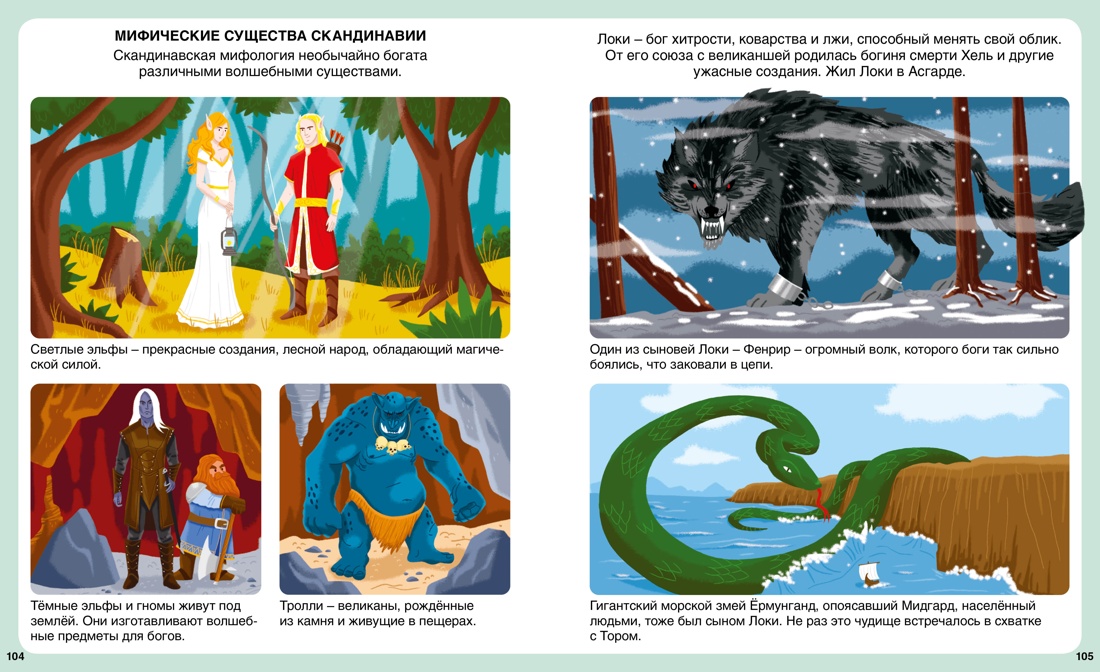 МИФИЧЕСКИЕ СУЩЕСТВА СКАНДИНАВИИ
Скандинавская мифология необычайно богата
различными волшебными существами.
Светлые эльфы – прекрасные создания, лесной народ, обладающий магиче-
ской силой.
Тёмные эльфы и гномы живут под
землёй. Они изготавливают волшеб-
ные предметы для богов.
Тролли – великаны, рождённые
из камня и живущие в пещерах.
104
Локи – бог хитрости, коварства и лжи, способный менять свой облик.
От его союза с великаншей родилась богиня смерти Хель и другие
ужасные создания. Жил Локи в Асгарде.
Один из сыновей Локи – Фенрир – огромный волк, которого боги так сильно
боялись, что заковали в цепи.
Гигантский морской змей Ёрмунганд, опоясавший Мидгард, населённый
людьми, тоже был сыном Локи. Не раз это чудище встречалось в схватке
с Тором.
105